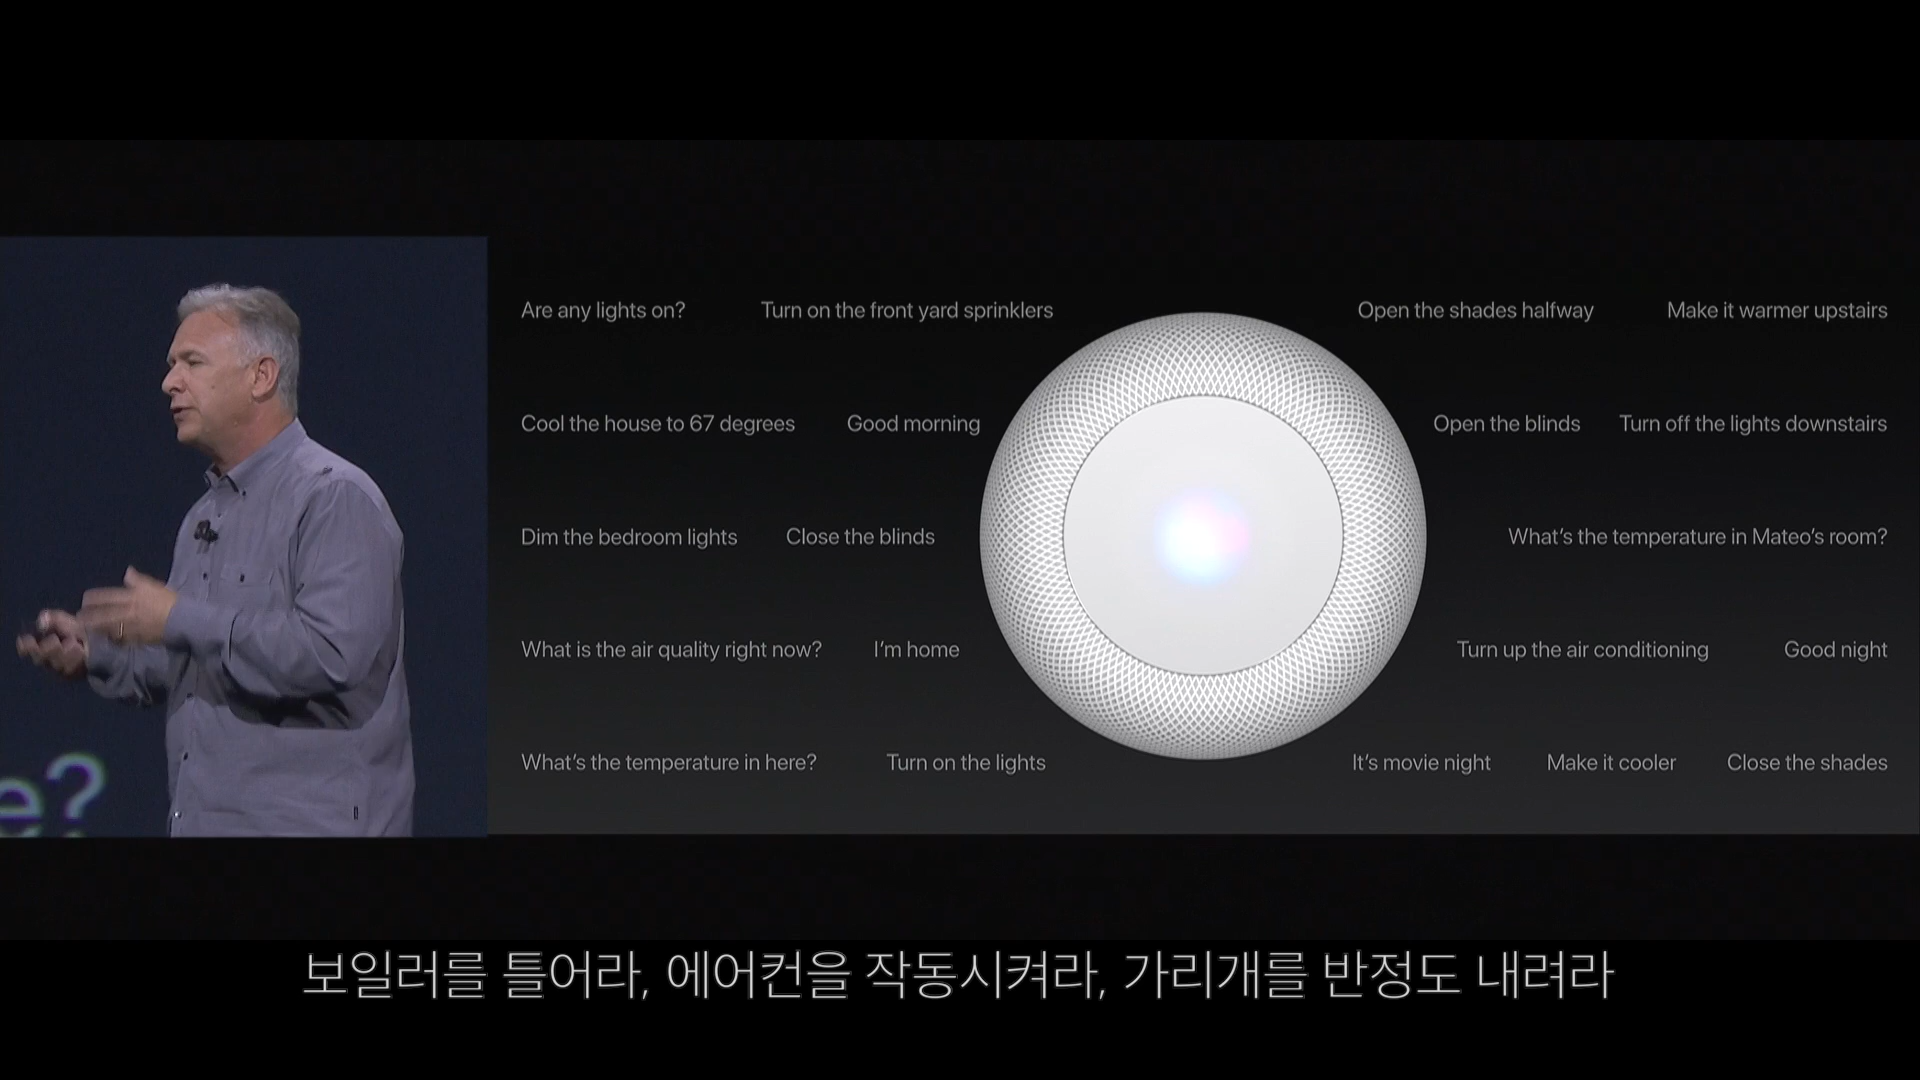 Are any lights on? Turn on the front yard sprinklers Open the shades halfway Make it warmer upstairs
Cool the house to 67 degrees Good morning Open the blinds Turn off the lights downstairs
Dim the bedroom lights Close the blinds What's the temperature in Mateo's room?
What is the air quality right now? I'm home Turn up the air conditioning Good night
What's the temperature in here? Turn on the lights It's movie night Make it cooler Close the shades
e?
보일러를 틀어라, 에어컨을 작동시켜라, 가리개를 반정도 내려라